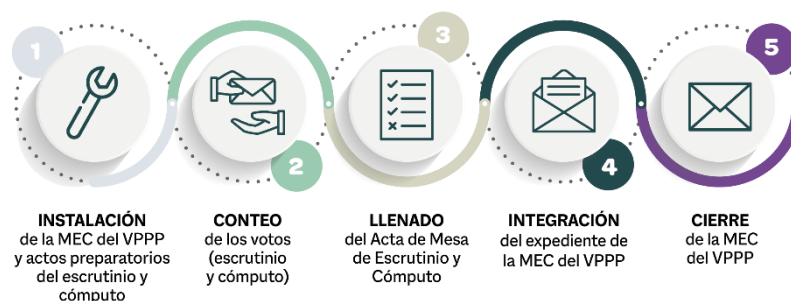 1
INSTALACIÓN
de la MEC del VPPP
y actos preparatorios
del escrutinio y
cómputo
2
CONTEO
de los votos
(escrutinio
y cómputo)
3
LLENADO
del Acta de Mesa
de Escrutinio y
Cómputo
4
INTEGRACIÓN
del expediente de
la MEC del VPPP
5
CIERRE
de la MEC
del VPPP